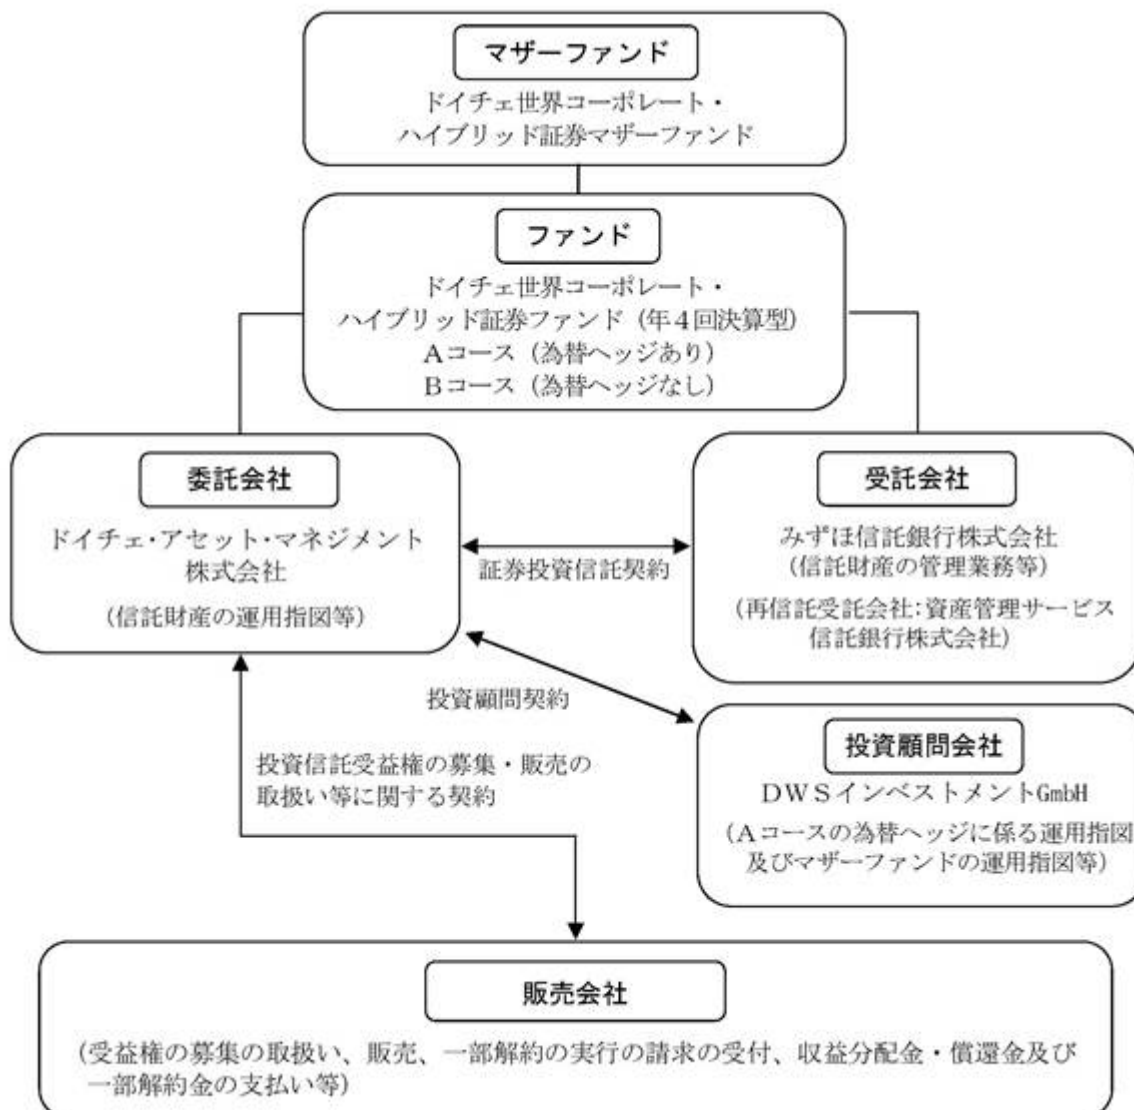 マザーファンド
ドイチェ世界コーポレート・
ハイブリッド証券マザーファンド
ファンド
ドイチェ世界コーポレート・
ハイブリッド証券ファンド（年４回決算型）
Ａコース（為替ヘッジあり）
Ｂコース（為替ヘッジなし）
委託会社
ドイチェ・アセット・マネジメント
株式会社
（信託財産の運用指図等）
証券投資信託契約
受託会社
みずほ信託銀行株式会社
（信託財産の管理業務等）
（再信託受託会社：資産管理サービス
信託銀行株式会社）
投資顧問契約
投資顧問会社
ＤＷＳインベストメントGmbH
（Ａコースの為替ヘッジに係る運用指図
及びマザーファンドの運用指図等）
投資信託受益権の募集・販売の
取扱い等に関する契約
販売会社
（受益権の募集の取扱い、販売、一部解約の実行の請求の受付、収益分配金・償還金及び
一部解約金の支払い等）